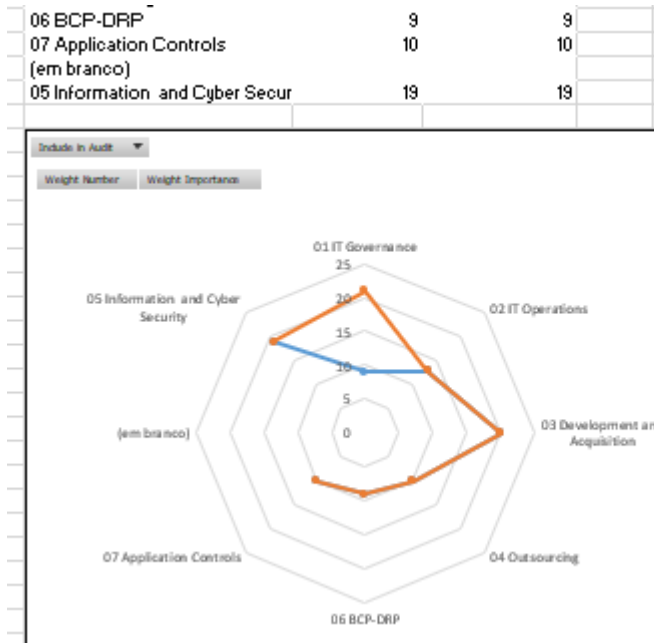 06 BCP-DRP 9 9
07 Application Controls 10 10
(em branco)
05 Information and Cyber Secur 19 19
Include in Audit
Weight Number Weight Importance
01 IT Governance
25
05 Information and Cyber
Security
20
02 IT Operations
15
10
5
(em branco)
0
03 Development an
Acquisition
07 Application Controls
04 Outsourcing
06 BCP-DRP